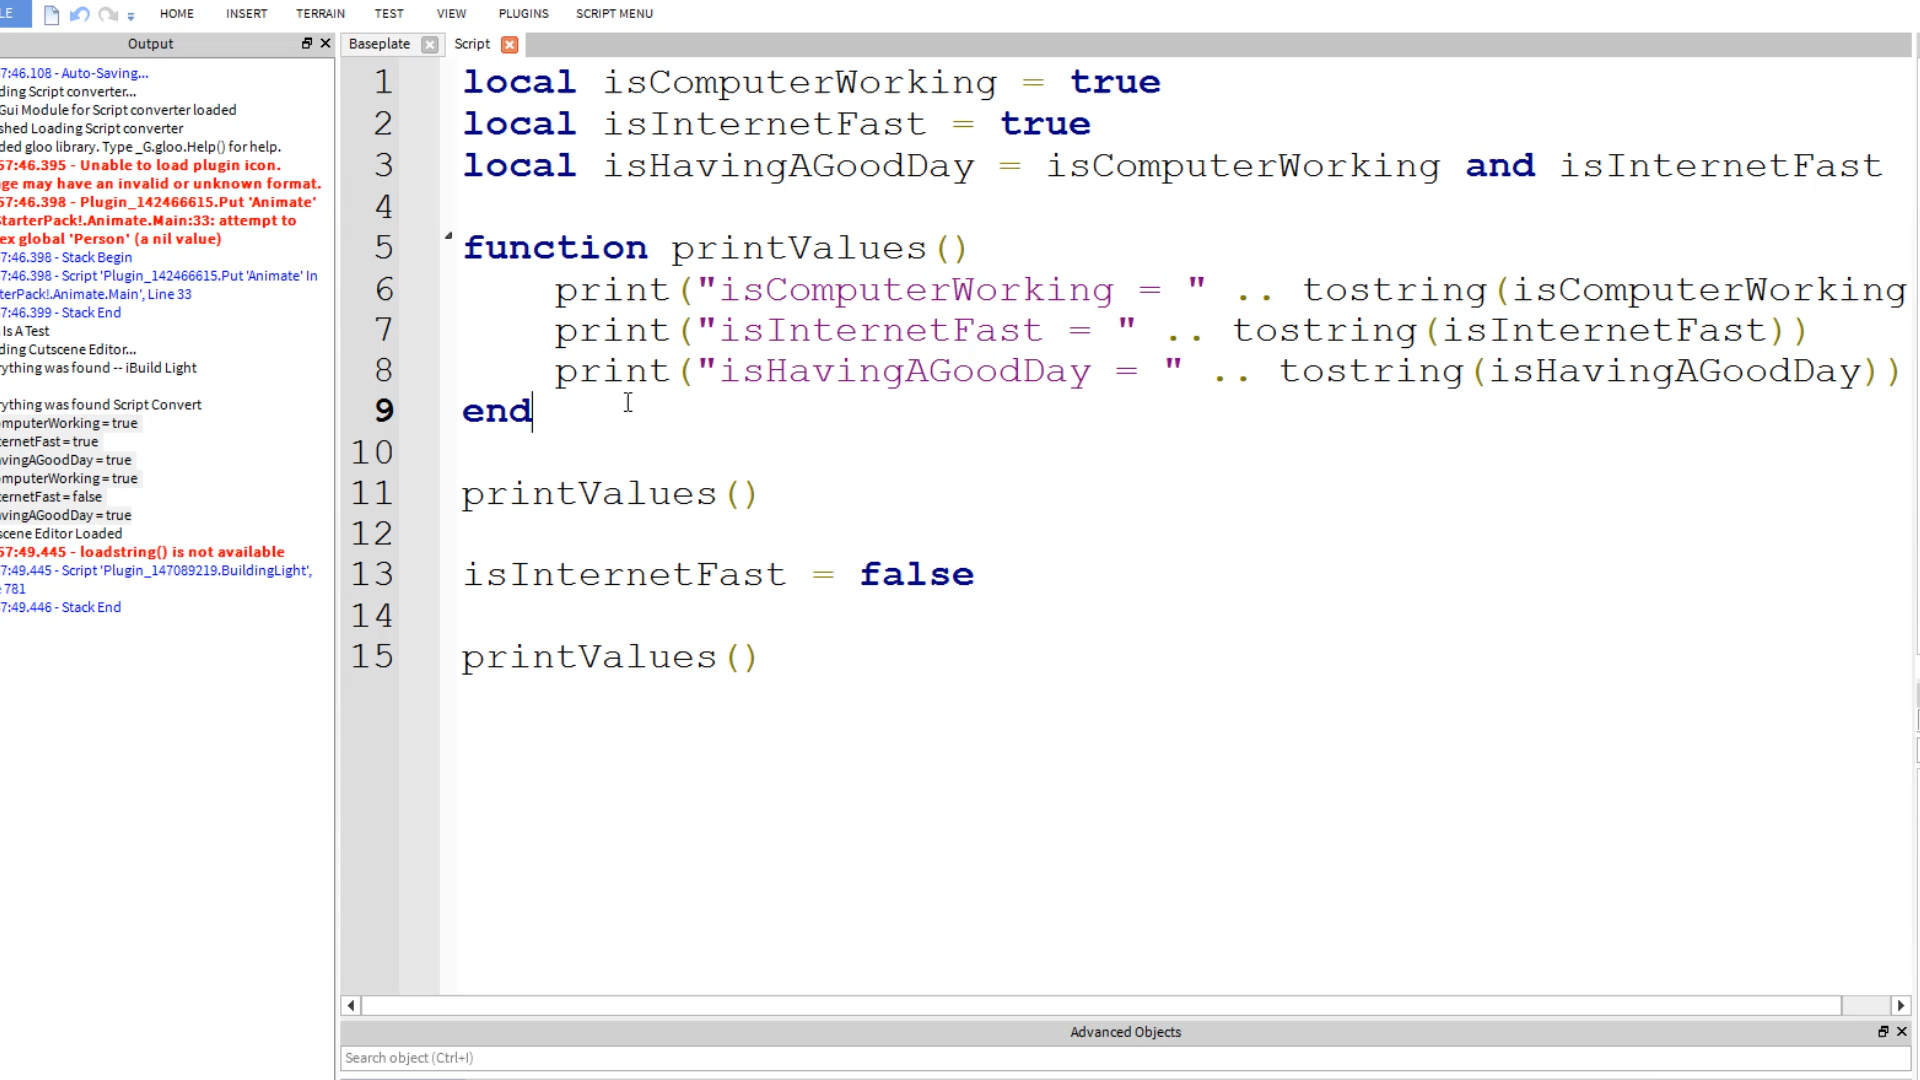 LE HOME INSERT TERRAIN TEST VIEW PLUGINS SCRIPT MENU
Output
Baseplate Script
7:46.108 - Auto-Saving...
ding Script converter...
Gui Module for Script converter loaded
shed Loading Script converter
ded gloo library. Type _G.gloo.Help() for help.
57:46.395 - Unable to load plugin icon.
ge may have an invalid or unknown format.
57:46.398 - Plugin_142466615.Put 'Animate'
StarterPack!.Animate.Main:33: attempt to
ex global 'Person' (a nil value)
7:46.398 - Stack Begin
7:46.398 - Script 'Plugin_142466615.Put 'Animate' In
terPack!.Animate.Main', Line 33
7:46.399 - Stack End
Is A Test
ding Cutscene Editor...
rything was found -- iBuild Light
rything was found Script Convert
omputerWorking = true
ternetFast = true
avingAGoodDay = true
omputerWorking = true
ternetFast = false
avingAGoodDay = true
scene Editor Loaded
57:49.445 - loadstring() is not available
7:49.445 - Script 'Plugin_147089219.BuildingLight',
e 781
7:49.446 - Stack End
1 local isComputerWorking = true
2 local isInternetFast = true
3 local isHavingAGoodDay = isComputerWorking and isInternetFast
4
5 function printValues()
6 print("isComputerWorking = " .. tostring(isComputerWorking
7 print("isInternetFast = " .. tostring(isInternetFast))
8 print("isHavingAGoodDay = " .. tostring(isHavingAGoodDay))
9 end
10
11 printValues()
12
13 isInternetFast = false
14
15 printValues()
Advanced Objects
Search object (Ctrl+I)